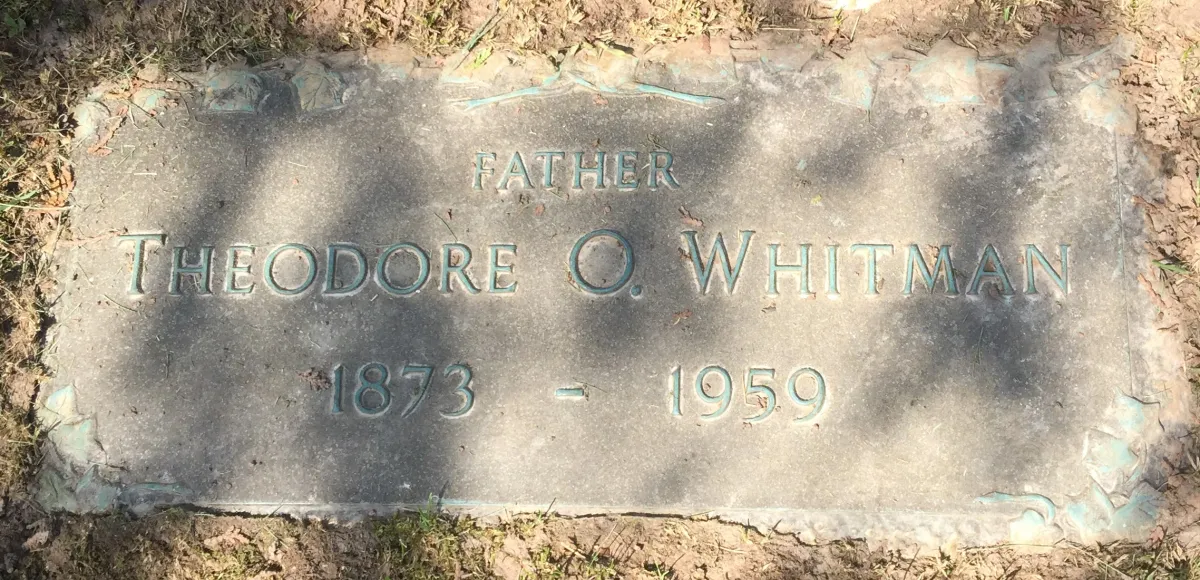 FATHER
THEODORE O. WHITMAN
1873 - 1959